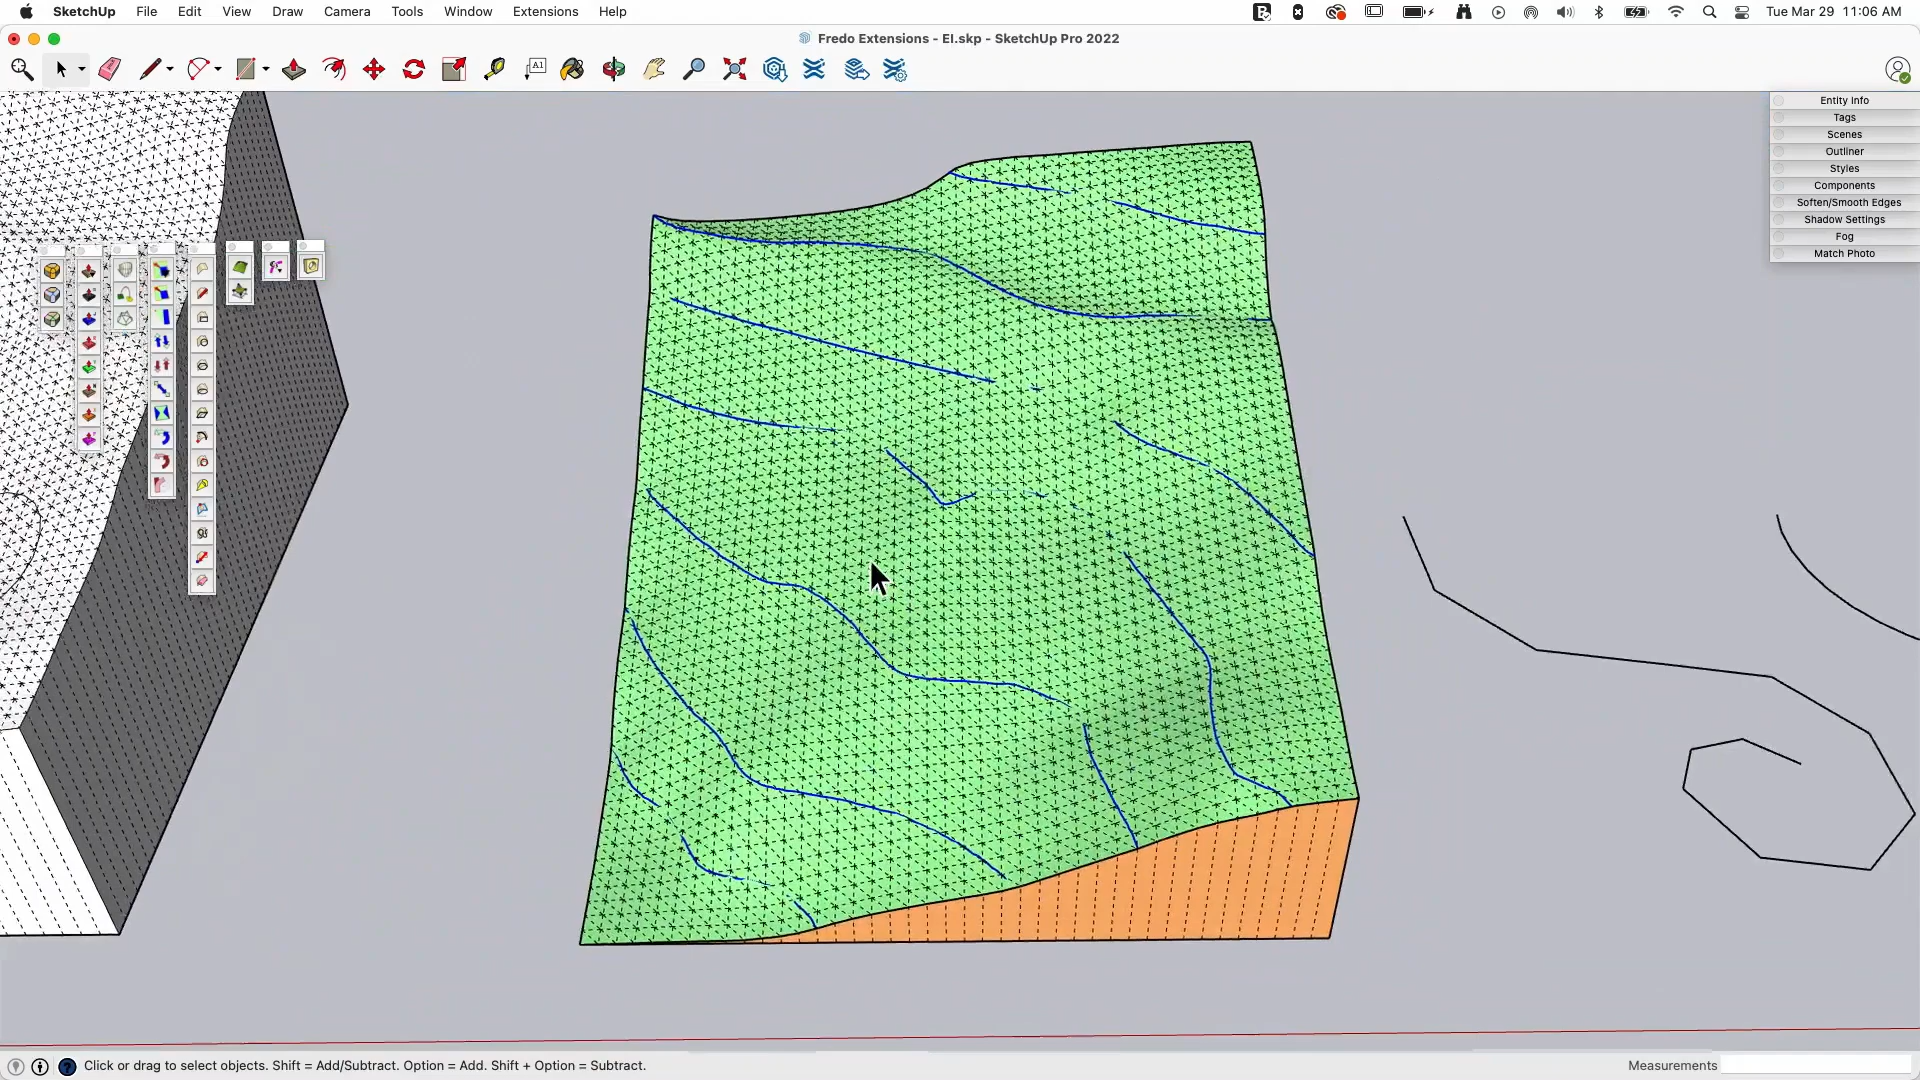 SketchUp File Edit View Draw Camera Tools Window Extensions Help Tue Mar 29 11:06 AM
Fredo Extensions - EI.skp - SketchUp Pro 2022
A1
Entity Info
Tags
Scenes
Outliner
Styles
Components
Soften/Smooth Edges
Shadow Settings
Fog
Match Photo
Click or drag to select objects. Shift = Add/Subtract. Option = Add. Shift + Option = Subtract. Measurements